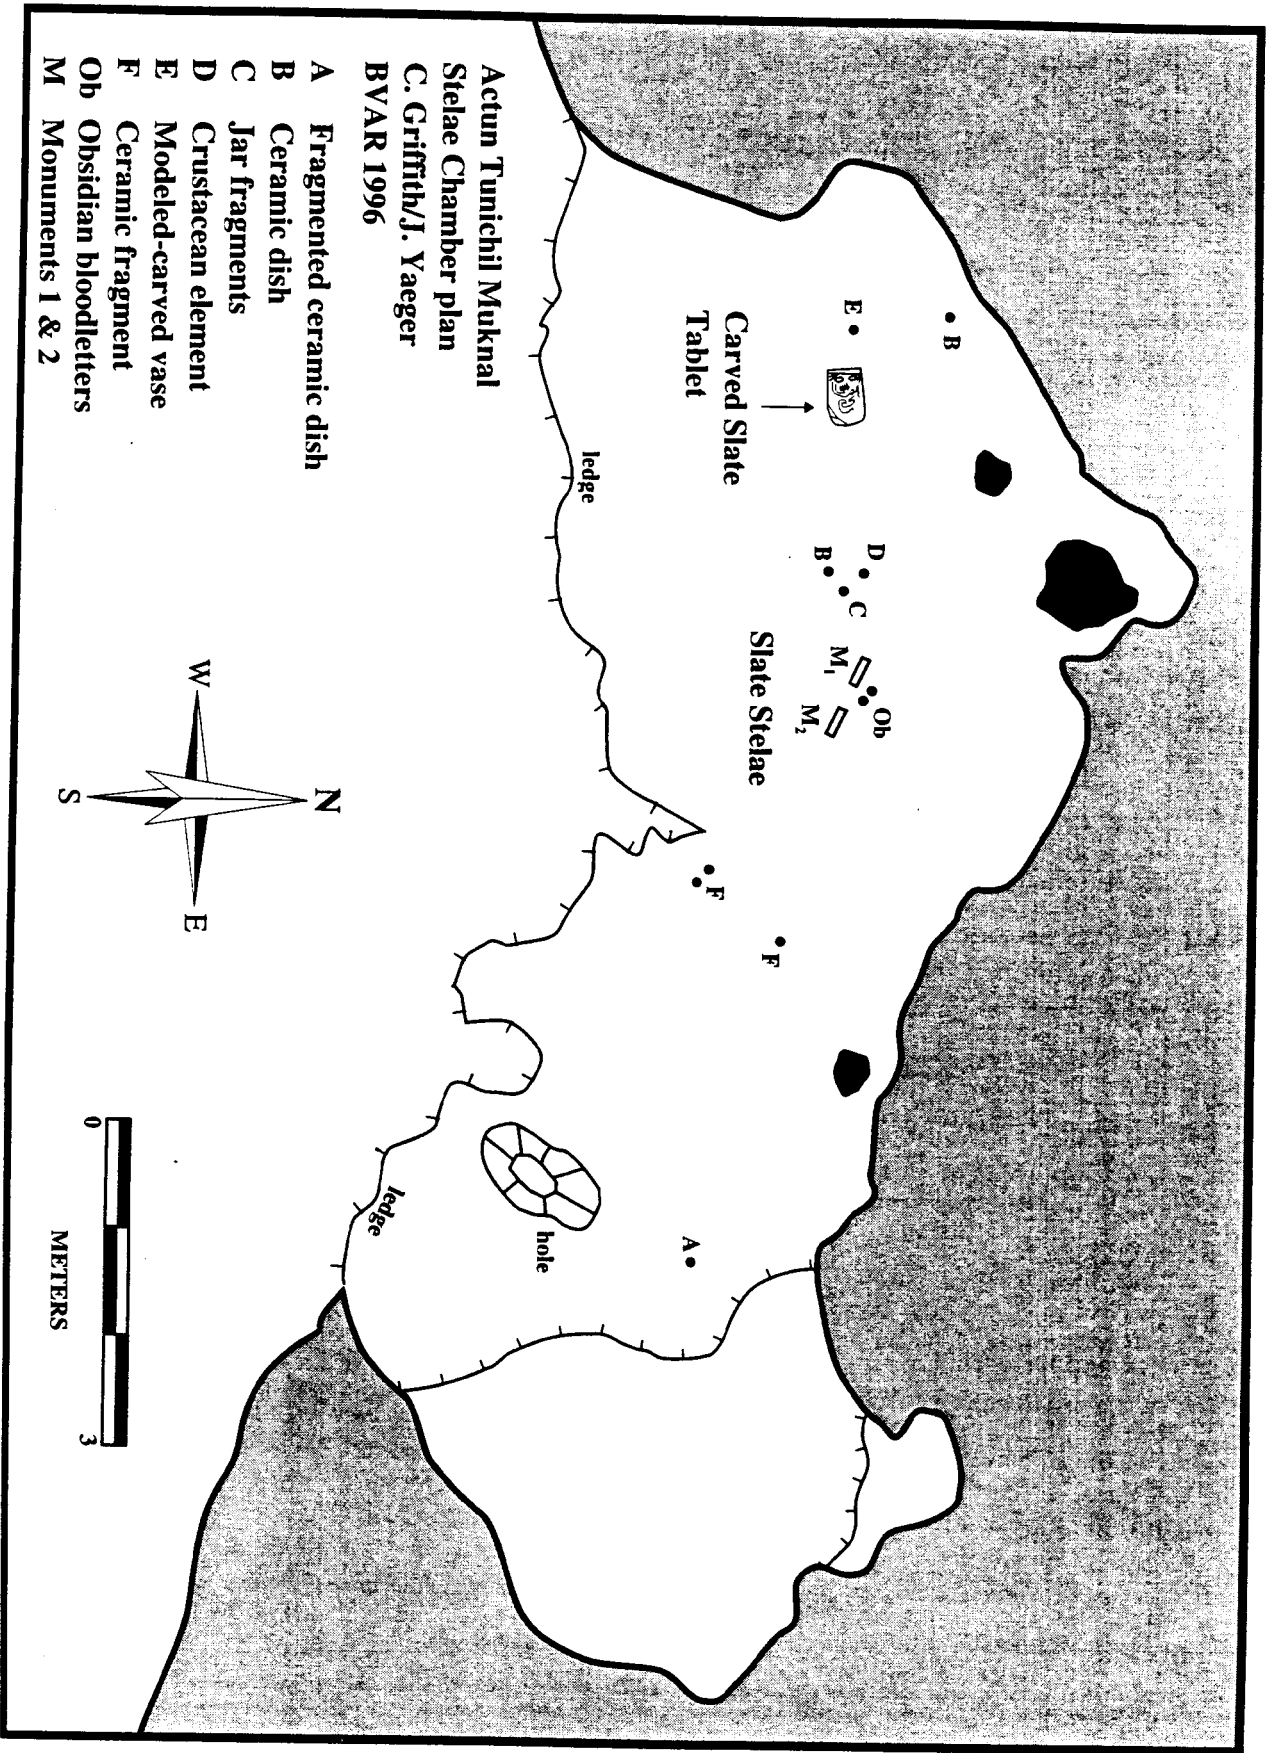 Actun Tunichil Muknal
Stelae Chamber plan
C. Griffith/J. Yaeger
BVAR 1996
A Fragmented ceramic dish
B Ceramic dish
C Jar fragments
D Crustacean element
E Modeled-carved vase
F Ceramic fragment
Ob Obsidian bloodletters
M Monuments 1 & 2
B
E
Carved Slate
Tablet
ledge
D
B
C
M1
Ob
M2
Slate Stelae
F
F
A
hole
ledge
N
W
E
S
0
3
METERS